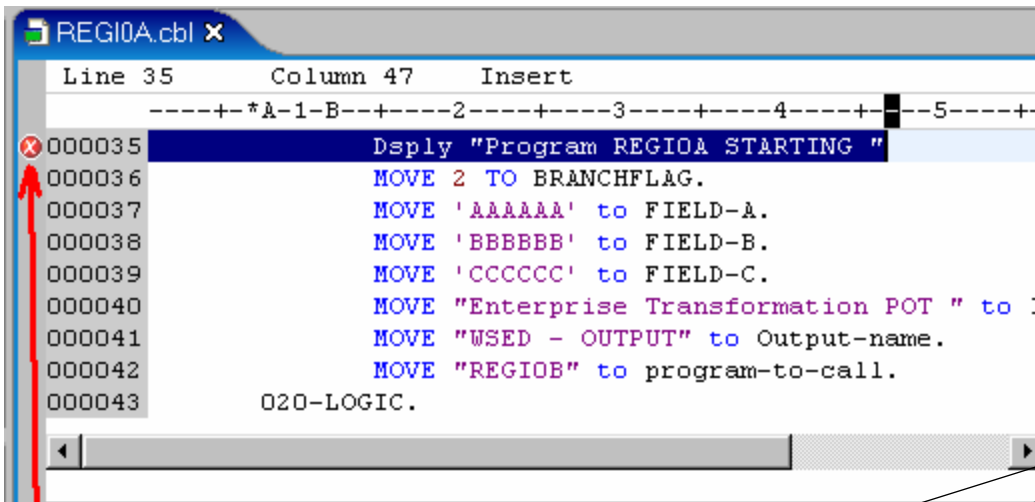 REGI0A.cbl
Line 35 Column 47 Insert
----+-*A-1-B--+----2----+----3----+----4----+----5----+-
000035 Dsply "Program REGI0A STARTING "
000036 MOVE 2 TO BRANCHFLAG.
000037 MOVE 'AAAAAA' to FIELD-A.
000038 MOVE 'BBBBBB' to FIELD-B.
000039 MOVE 'CCCCCC' to FIELD-C.
000040 MOVE "Enterprise Transformation POT " to
000041 MOVE "WSED - OUTPUT" to Output-name.
000042 MOVE "REGI0B" to program-to-call.
000043 020-LOGIC.